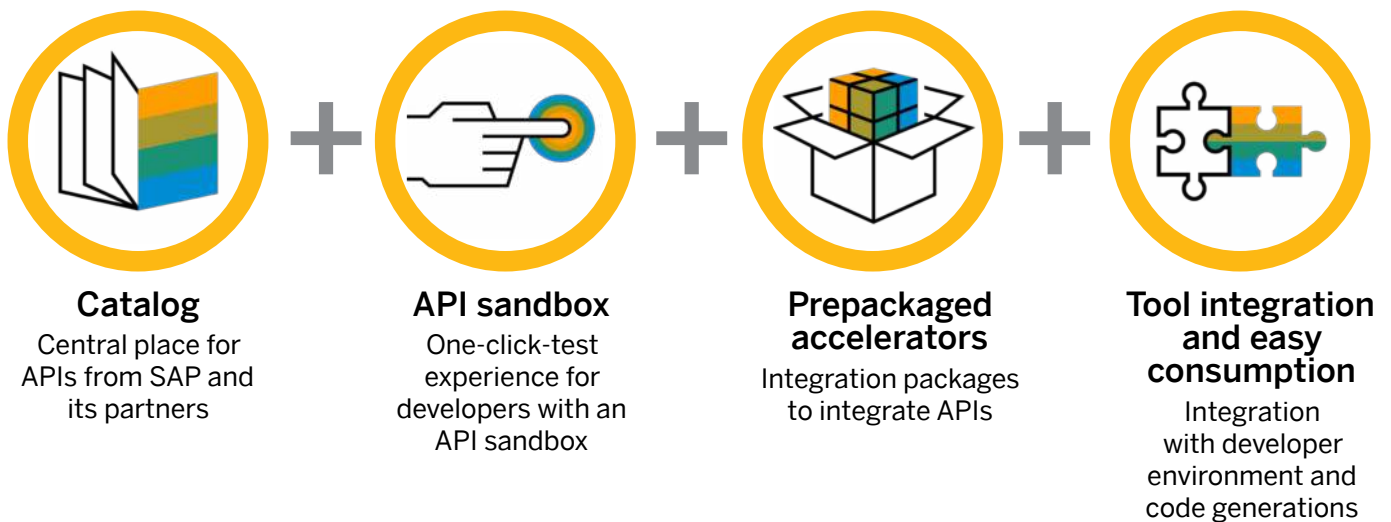 Catalog
Central place for
APIs from SAP and
its partners
API sandbox
One-click-test
experience for
developers with an
API sandbox
Prepackaged
accelerators
Integration packages
to integrate APIs
Tool integration
and easy
consumption
Integration
with developer
environment and
code generations